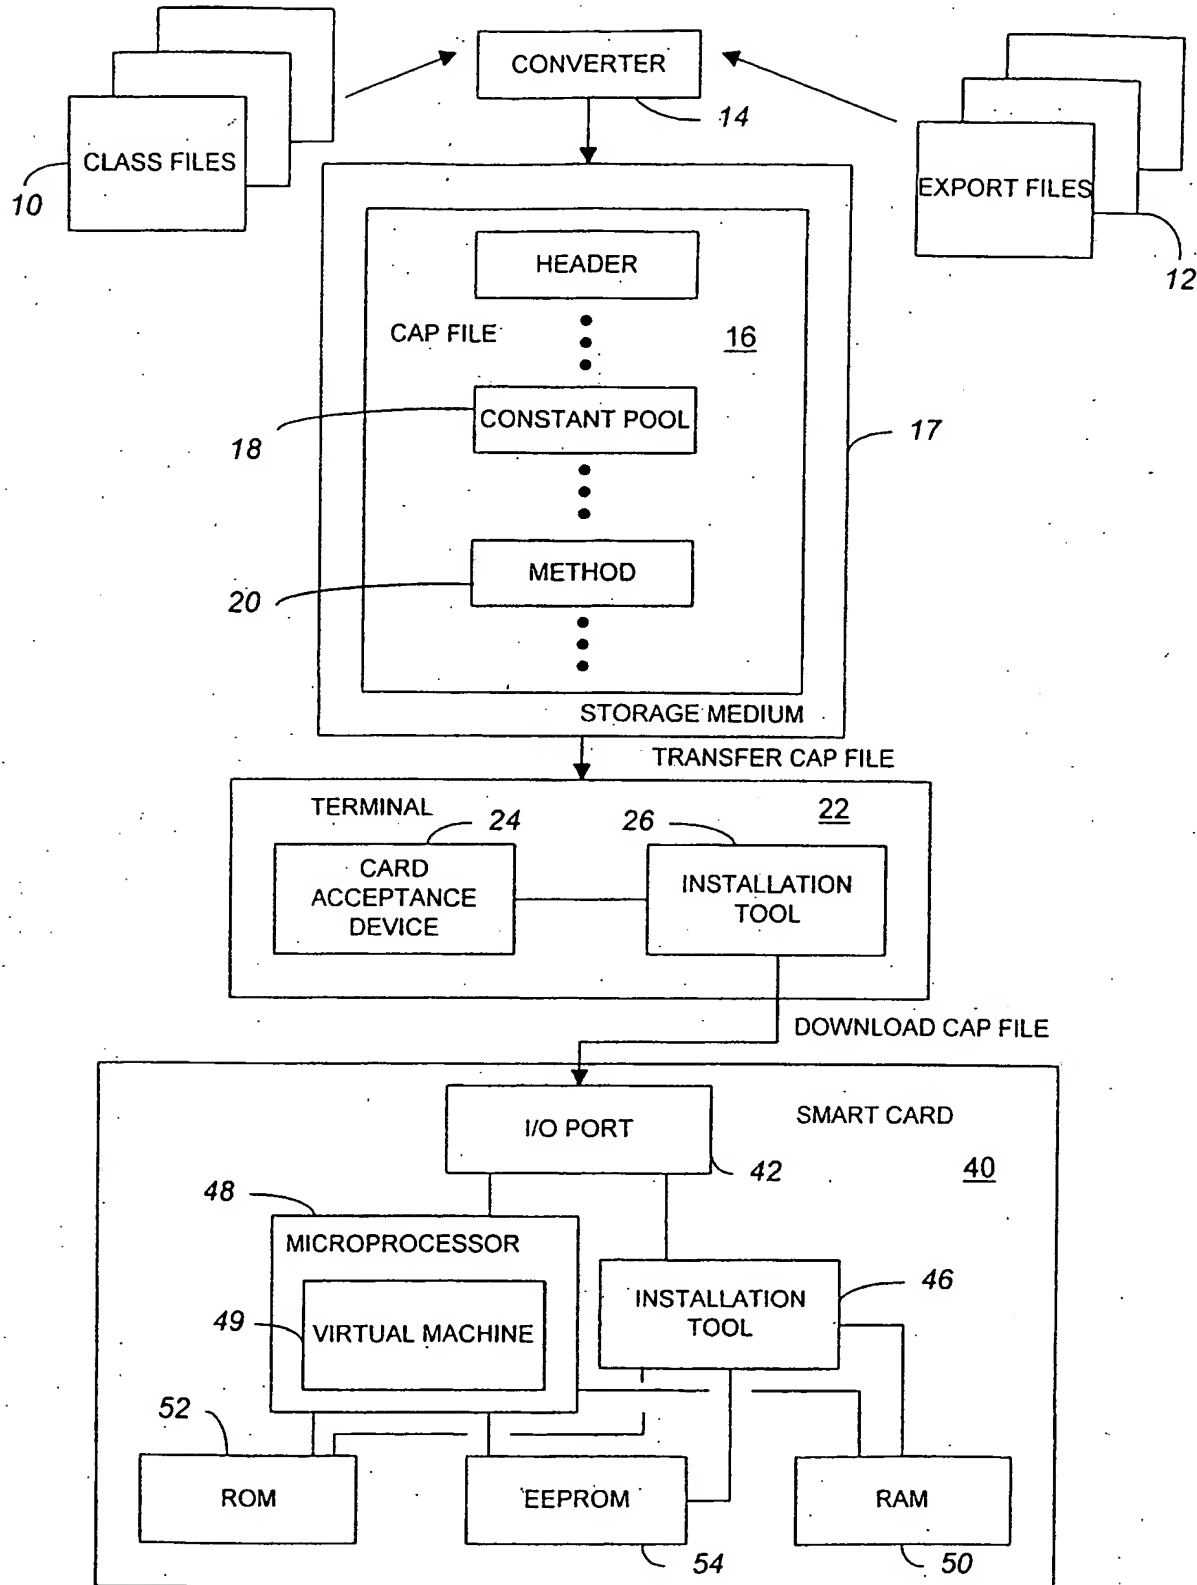 CONVERTER
14
CLASS FILES
10
EXPORT FILES
12
HEADER
CAP FILE
16
CONSTANT POOL
18
17
METHOD
20
STORAGE MEDIUM
TRANSFER CAP FILE
TERMINAL
22
24
26
CARD
ACCEPTANCE
DEVICE
INSTALLATION
TOOL
DOWNLOAD CAP FILE
I/O PORT
SMART CARD
42
40
48
MICROPROCESSOR
46
INSTALLATION
TOOL
49
VIRTUAL MACHINE
52
ROM
EEPROM
RAM
54
50